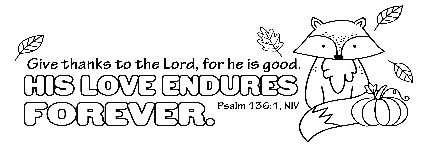 Give thanks to the Lord, for he is good.
HIS LOVE ENDURES
FOREVER.
Psalm 136:1, NIV